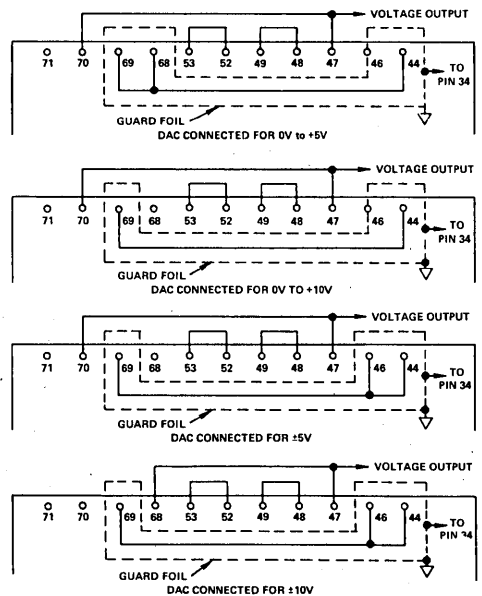 VOLTAGE OUTPUT
71 70 69 68 53 52 49 48 47 46 44
TO
PIN 34
GUARD FOIL
DAC CONNECTED FOR 0V to +5V
VOLTAGE OUTPUT
71 70 69 68 53 52 49 48 47 46 44
TO
PIN 34
GUARD FOIL
DAC CONNECTED FOR 0V TO +10V
VOLTAGE OUTPUT
71 70 69 68 53 52 49 48 47 46 44
TO
PIN 34
GUARD FOIL
DAC CONNECTED FOR ±5V
VOLTAGE OUTPUT
71 70 69 68 53 52 49 48 47 46 44
TO
PIN 34
GUARD FOIL
DAC CONNECTED FOR ±10V